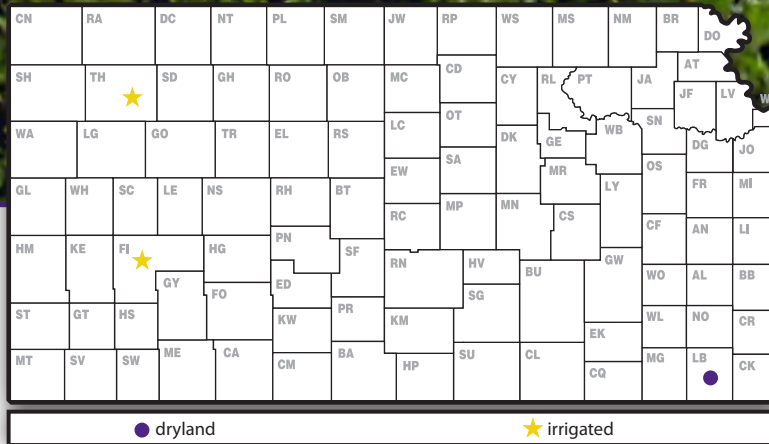 CN RA DC NT PL SM JW RP WS MS NM BR DO
SH TH SD GH RO OB MC CD CY RL PT JA AT
JF LV W
WA LG GO TR EL RS LC OT DK GE WB SN DG JO
GL WH SC LE NS RH BT EW SA MR OS FR MI
RC MP MN CS LY
HM KE FI HG PN SF RN HV BU GW CF AN LI
GY FO ED SG WO AL BB
ST GT HS KW PR KM WL NO CR
MT SV SW ME CA CM BA HP SU CL EK CQ MG LB CK
dryland irrigated